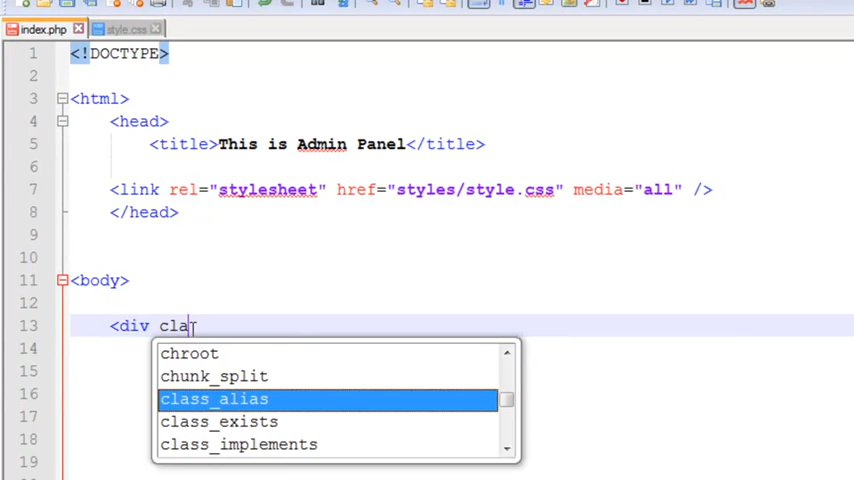 index.php style.css
1 <!DOCTYPE>
2
3 <html>
4 <head>
5 <title>This is Admin Panel</title>
6
7 <link rel="stylesheet" href="styles/style.css" media="all" />
8 </head>
9
10
11 <body>
12
13 <div cla
14 chroot
15 chunk_split
16 class_alias
17 class_exists
18 class_implements
19